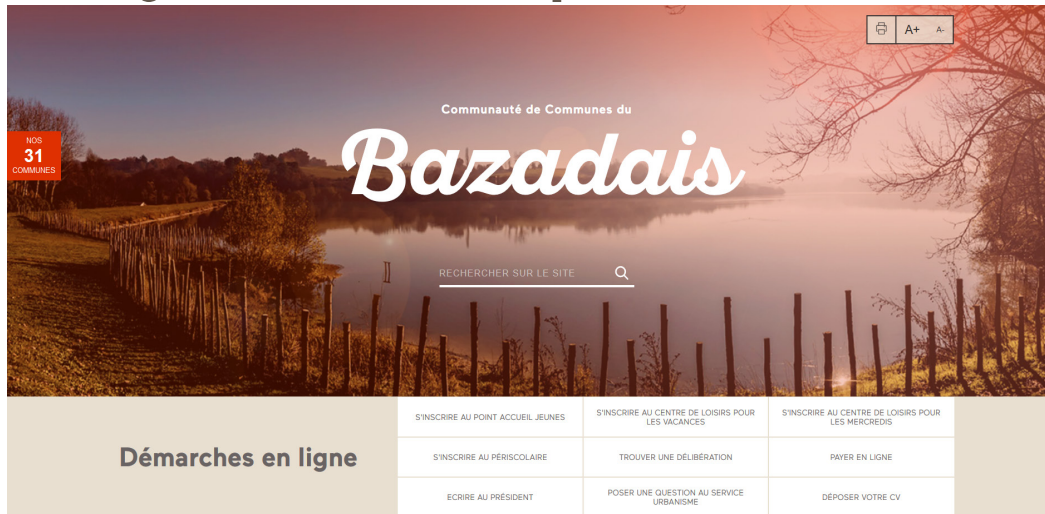 A+ A-
Communauté de Communes du
Bazadais
NOS
31
COMMUNES
RECHERCHER SUR LE SITE
Démarches en ligne
S'INSCRIRE AU POINT ACCUEIL JEUNES
S'INSCRIRE AU CENTRE DE LOISIRS POUR
LES VACANCES
S'INSCRIRE AU CENTRE DE LOISIRS POUR
LES MERCREDIS
S'INSCRIRE AU PÉRISCOLAIRE
TROUVER UNE DÉLIBÉRATION
PAYER EN LIGNE
ECRIRE AU PRÉSIDENT
POSER UNE QUESTION AU SERVICE
URBANISME
DÉPOSER VOTRE CV